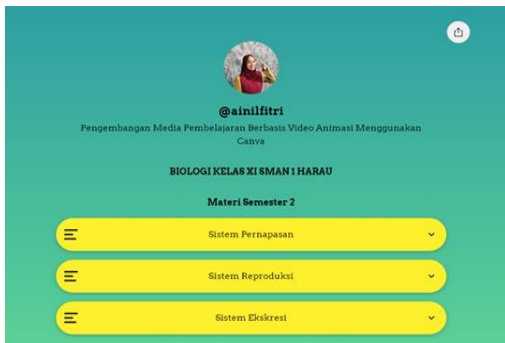 @ainilfitri
Pengembangan Media Pembelajaran Berbasis Video Animasi Menggunakan
Canva
BIOLOGI KELAS XI SMAN 1 HARAU
Materi Semester 2
Sistem Pernapasan
Sistem Reproduksi
Sistem Ekskresi